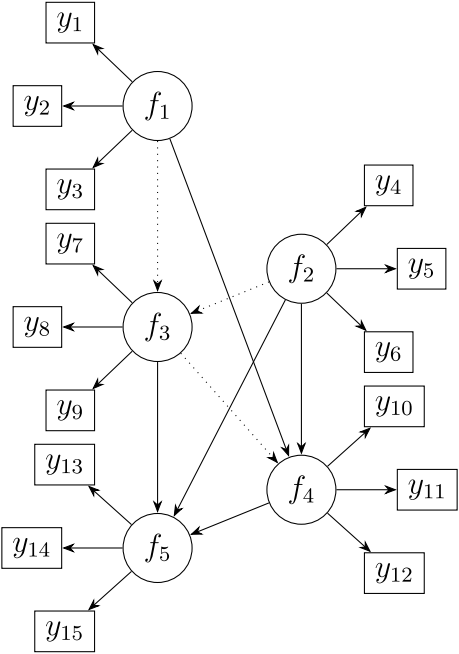 y₁
y₂
f₁
y₃
y₄
y₇
f₂
y₅
y₈
f₃
y₆
y₉
y₁₀
y₁₃
f₄
y₁₁
y₁₄
f₅
y₁₂
y₁₅